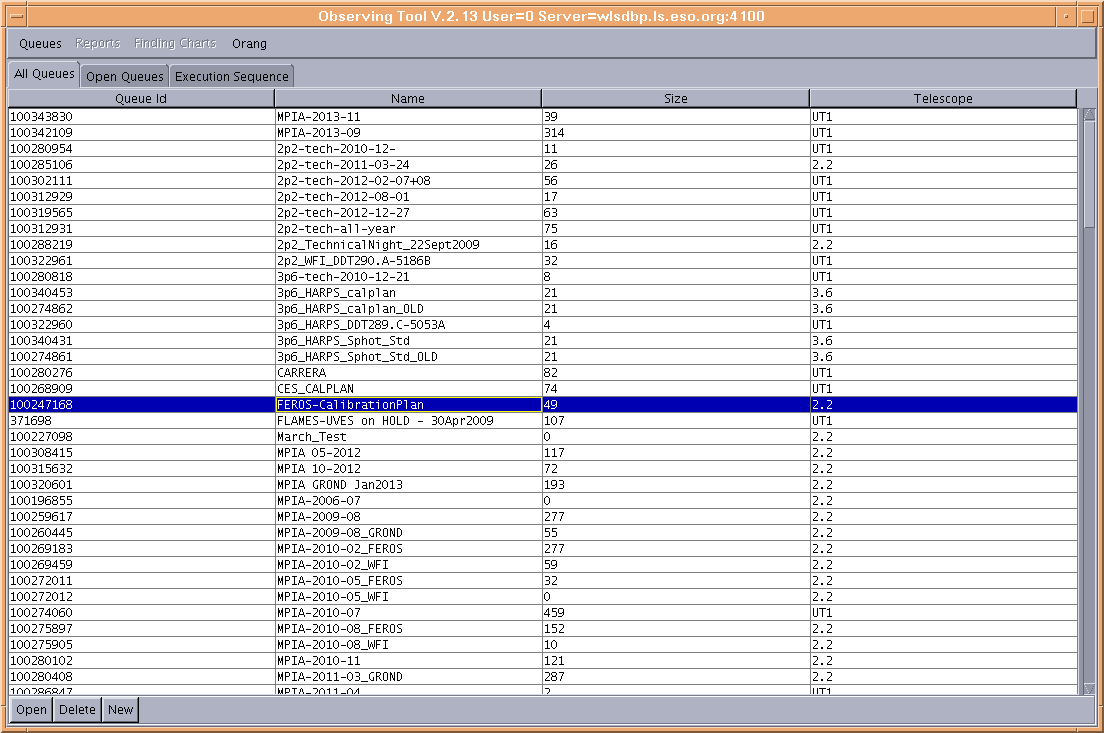 Observing Tool V.2.13 User=0 Server=wlsdbp.ls.eso.org:4100
Queues Reports Finding Charts Orang
All Queues Open Queues Execution Sequence
Queue Id Name Size Telescope
100343830 MPIA-2013-11 39 UT1
100342109 MPIA-2013-09 314 UT1
100280954 2p2-tech-2010-12- 11 UT1
100285106 2p2-tech-2011-03-24 26 2.2
100302111 2p2-tech-2012-02-07+08 56 UT1
100312929 2p2-tech-2012-08-01 17 UT1
100319565 2p2-tech-2012-12-27 63 UT1
100312931 2p2-tech-all-year 75 UT1
100288219 2p2_TechnicalNight_22Sept2009 16 2.2
100322961 2p2_WFI_DDT290.A-5186B 32 UT1
100280818 3p6-tech-2010-12-21 8 UT1
100340453 3p6_HARPS_calplan 21 3.6
100274862 3p6_HARPS_calplan_OLD 21 3.6
100322960 3p6_HARPS_DDT289.C-5053A 4 UT1
100340431 3p6_HARPS_Sphot_Std 21 3.6
100274861 3p6_HARPS_Sphot_Std_OLD 21 3.6
100280276 CARRERA 82 UT1
100268909 CES_CALPLAN 74 UT1
100247168 FEROS-CalibrationPlan 49 2.2
371698 FLAMES-UVES on HOLD - 30Apr2009 107 UT1
100227098 March_Test 0 2.2
100308415 MPIA 05-2012 117 2.2
100315632 MPIA 10-2012 72 2.2
100320601 MPIA GROND Jan2013 193 2.2
100196855 MPIA-2006-07 0 2.2
100259617 MPIA-2009-08 277 2.2
100260445 MPIA-2009-08_GROND 55 2.2
100269183 MPIA-2010-02_FEROS 277 2.2
100269459 MPIA-2010-02_WFI 59 2.2
100272011 MPIA-2010-05_FEROS 32 2.2
100272012 MPIA-2010-05_WFI 0 2.2
100274060 MPIA-2010-07 459 UT1
100275897 MPIA-2010-08_FEROS 152 2.2
100275905 MPIA-2010-08_WFI 10 2.2
100280102 MPIA-2010-11 121 2.2
100280408 MPIA-2011-03_GROND 287 2.2
100286847 MPIA-2011-04 2 UT1
Open Delete New